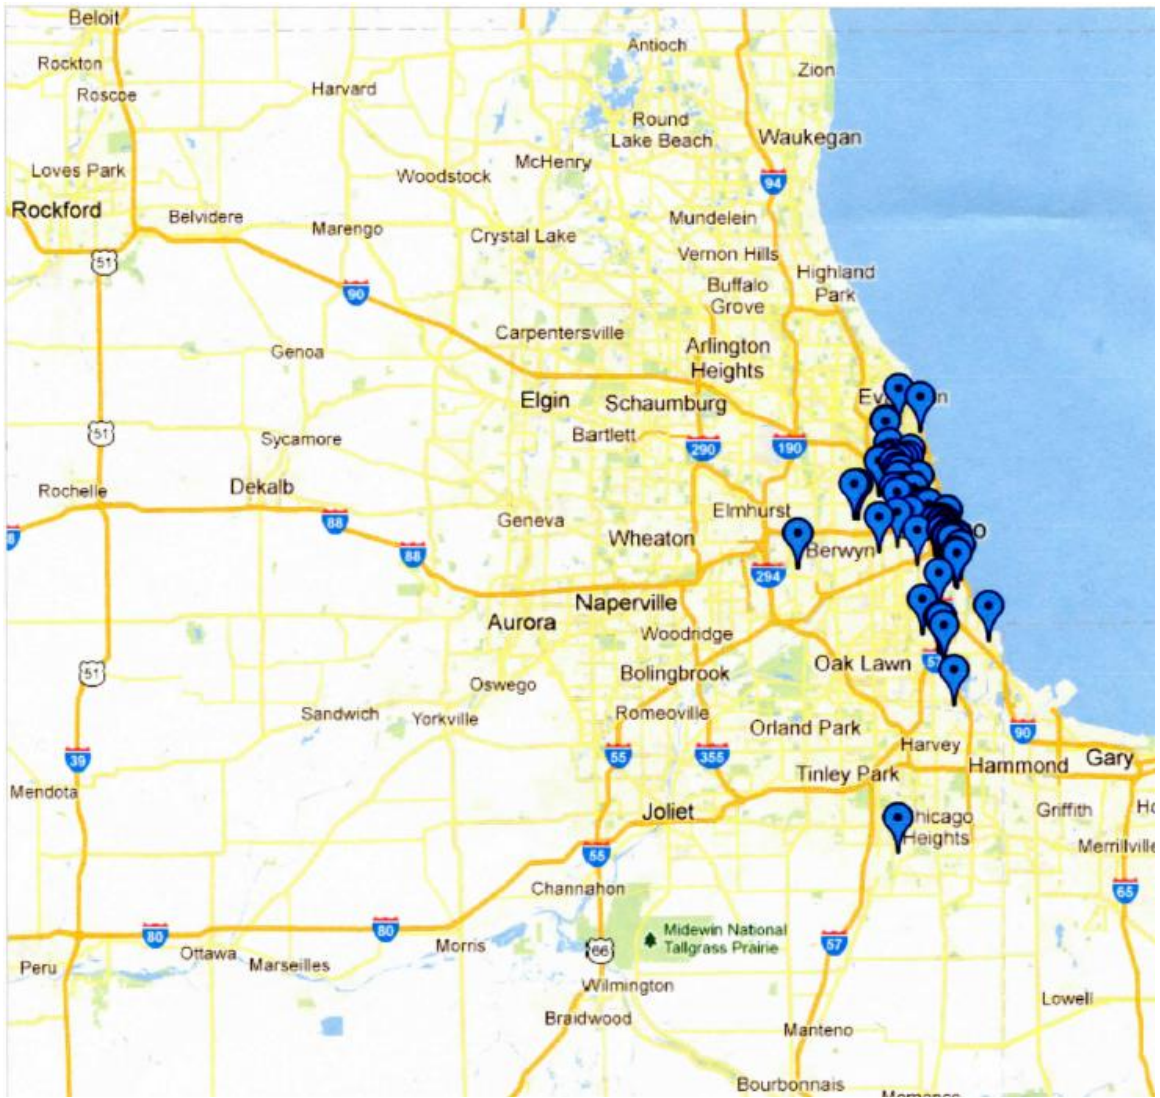 Beloit
Antioch
Rockton
Zion
Roscoe
Harvard
Round
Lake Beach
Waukegan
McHenry
Loves Park
Woodstock
94
Rockford
Belvidere
Marengo
Mundelein
Crystal Lake
Vernon Hills
51
Highland
Park
Buffalo
Grove
90
Carpentersville
Genoa
Arlington
Heights
Elgin
Schaumburg
51
Sycamore
Bartlett
290
190
Rochelle
Dekalb
Elmhurst
Geneva
88
Wheaton
Berwyn
88
294
Naperville
Aurora
Woodridge
Oak Lawn
57
Bolingbrook
51
Oswego
Sandwich
Yorkville
Romeoville
Orland Park
90
39
55
355
Harvey
Gary
Hammond
Tinley Park
Mendota
Joliet
Griffith
Heights
Merrillville
55
Channahon
65
80
80
Midewin National
Tallgrass Prairie
57
Ottawa
Morris
66
Peru
Marseilles
Wilmington
Lowell
Braidwood
Manteno
Bourbonnais